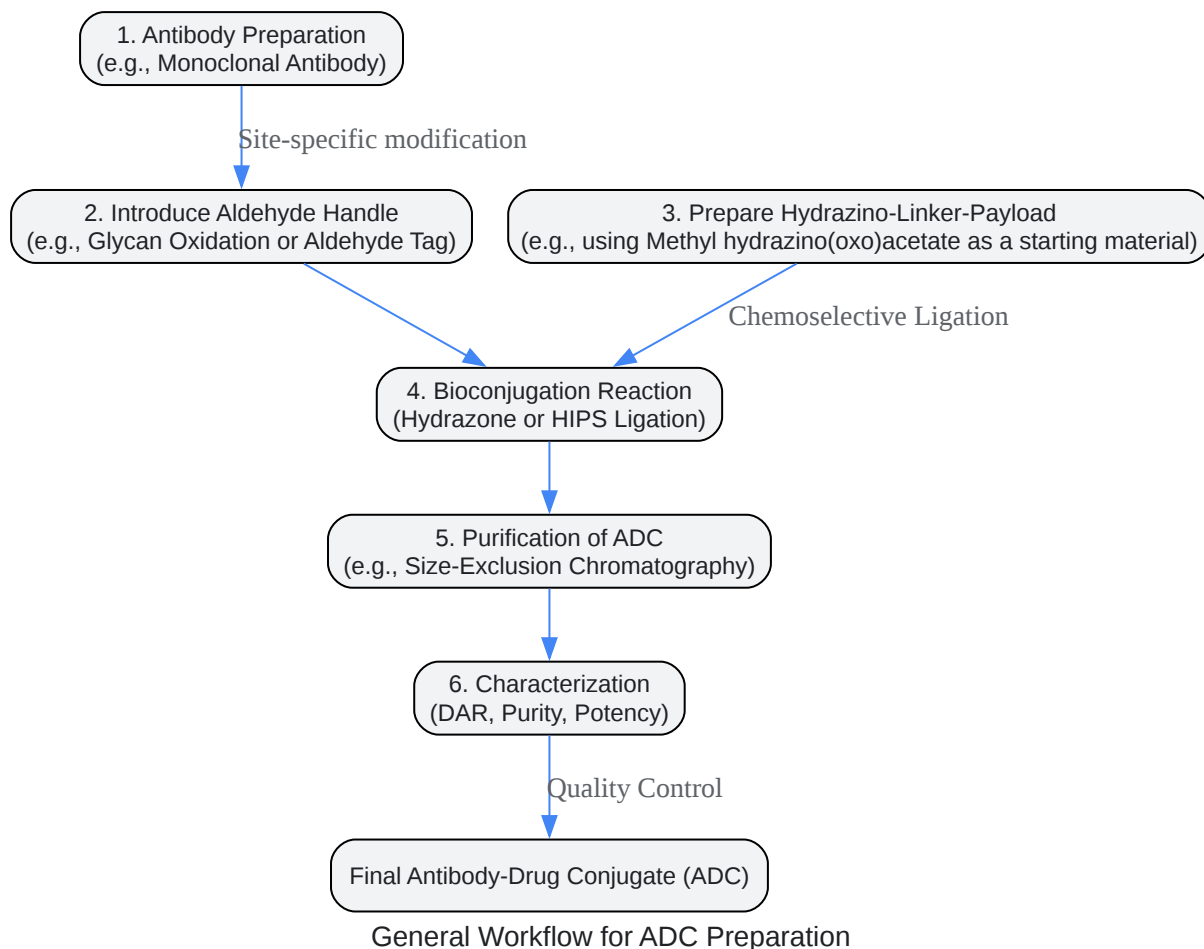 1. Antibody Preparation
(e.g., Monoclonal Antibody)
Site-specific modification
2. Introduce Aldehyde Handle
(e.g., Glycan Oxidation or Aldehyde Tag)
3. Prepare Hydrazino-Linker-Payload
(e.g., using Methyl hydrazino(oxo)acetate as a starting material)
Chemoselective Ligation
4. Bioconjugation Reaction
(Hydrazone or HIPS Ligation)
5. Purification of ADC
(e.g., Size-Exclusion Chromatography)
6. Characterization
(DAR, Purity, Potency)
Quality Control
Final Antibody-Drug Conjugate (ADC)
General Workflow for ADC Preparation